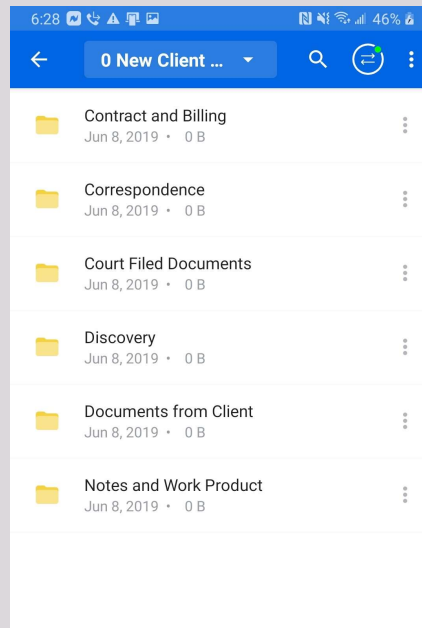 6:28 46%
0 New Client ...
Contract and Billing
Jun 8, 2019 • 0 B
Correspondence
Jun 8, 2019 • 0 B
Court Filed Documents
Jun 8, 2019 • 0 B
Discovery
Jun 8, 2019 • 0 B
Documents from Client
Jun 8, 2019 • 0 B
Notes and Work Product
Jun 8, 2019 • 0 B